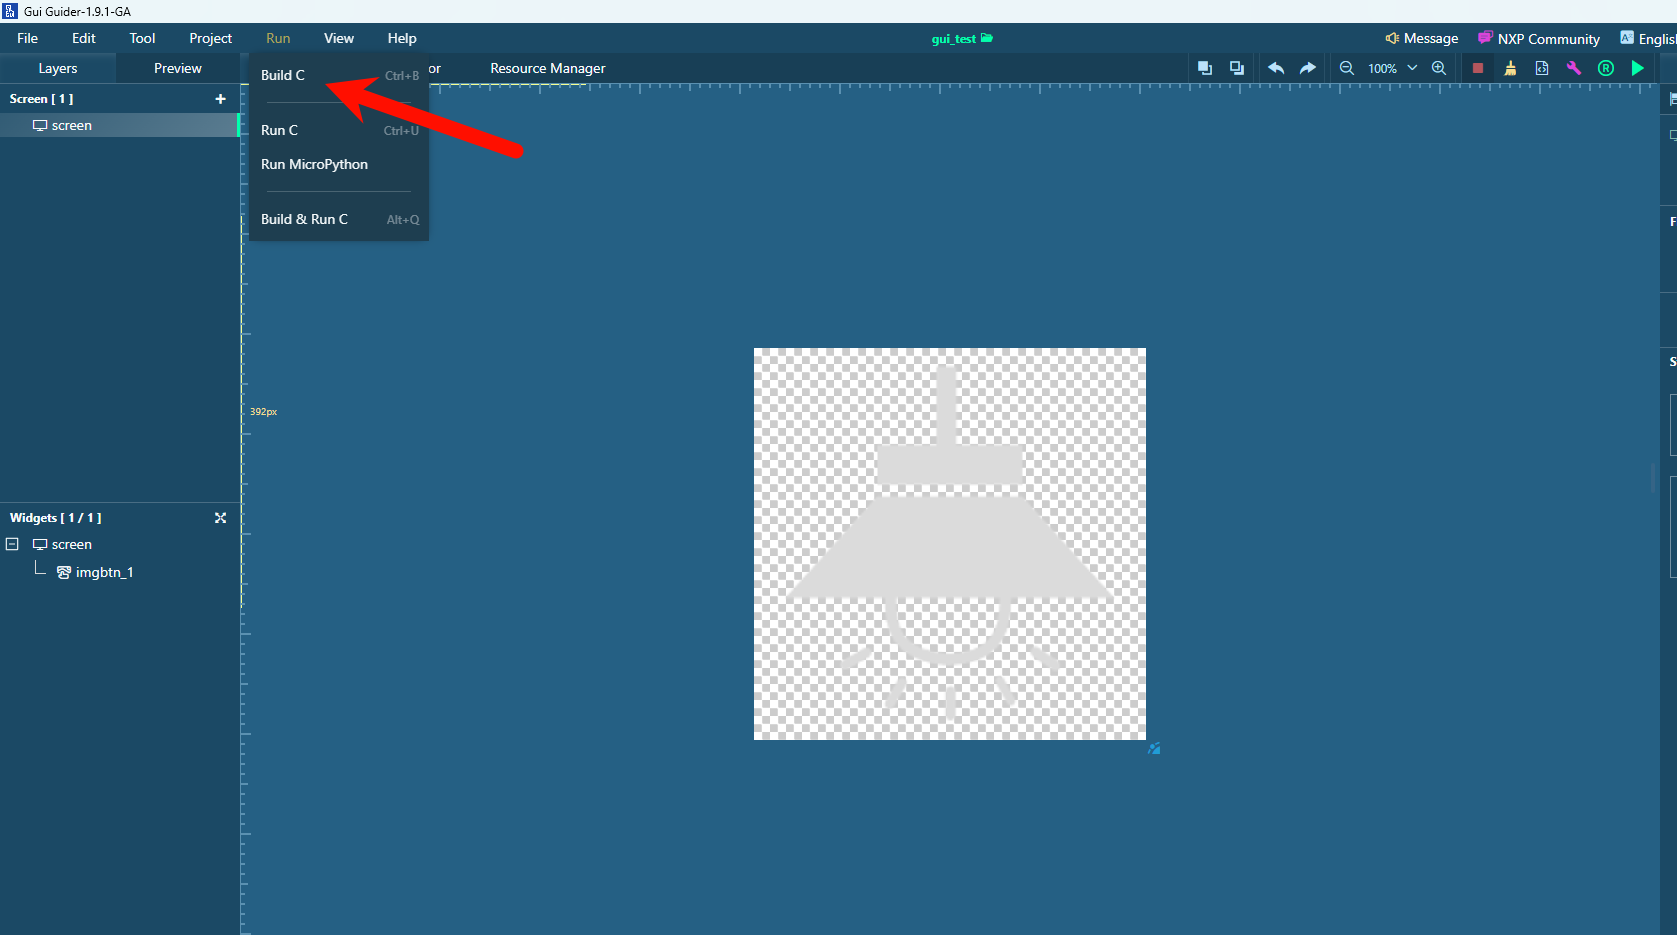 Gui Guider-1.9.1-GA
File Edit Tool Project Run View Help gui_test Message NXP Community English
Layers Preview or Resource Manager 100%
Screen [ 1 ] +
screen
Build C Ctrl+B
Run C Ctrl+U
Run MicroPython
Build & Run C Alt+Q
392px
Widgets [ 1 / 1 ]
screen
imgbtn_1